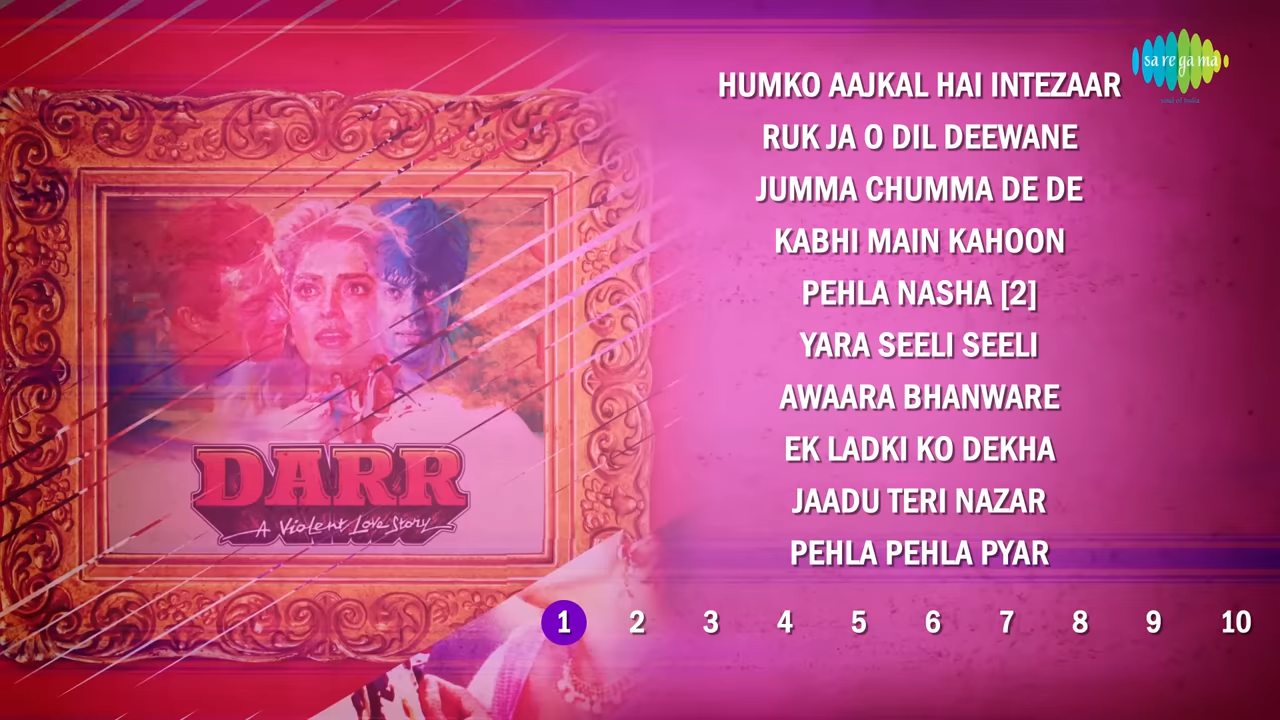 sa re ga ma
HUMKO AAJKAL HAI INTEZAAR
RUK JA O DIL DEEWANE
JUMMA CHUMMA DE DE
KABHI MAIN KAHOON
PEHLA NASHA [2]
YARA SEELI SEELI
AWAARA BHANWARE
EK LADKI KO DEKHA
JAADU TERI NAZAR
PEHLA PEHLA PYAR
DARR
A Violent Love Story
1 2 3 4 5 6 7 8 9 10